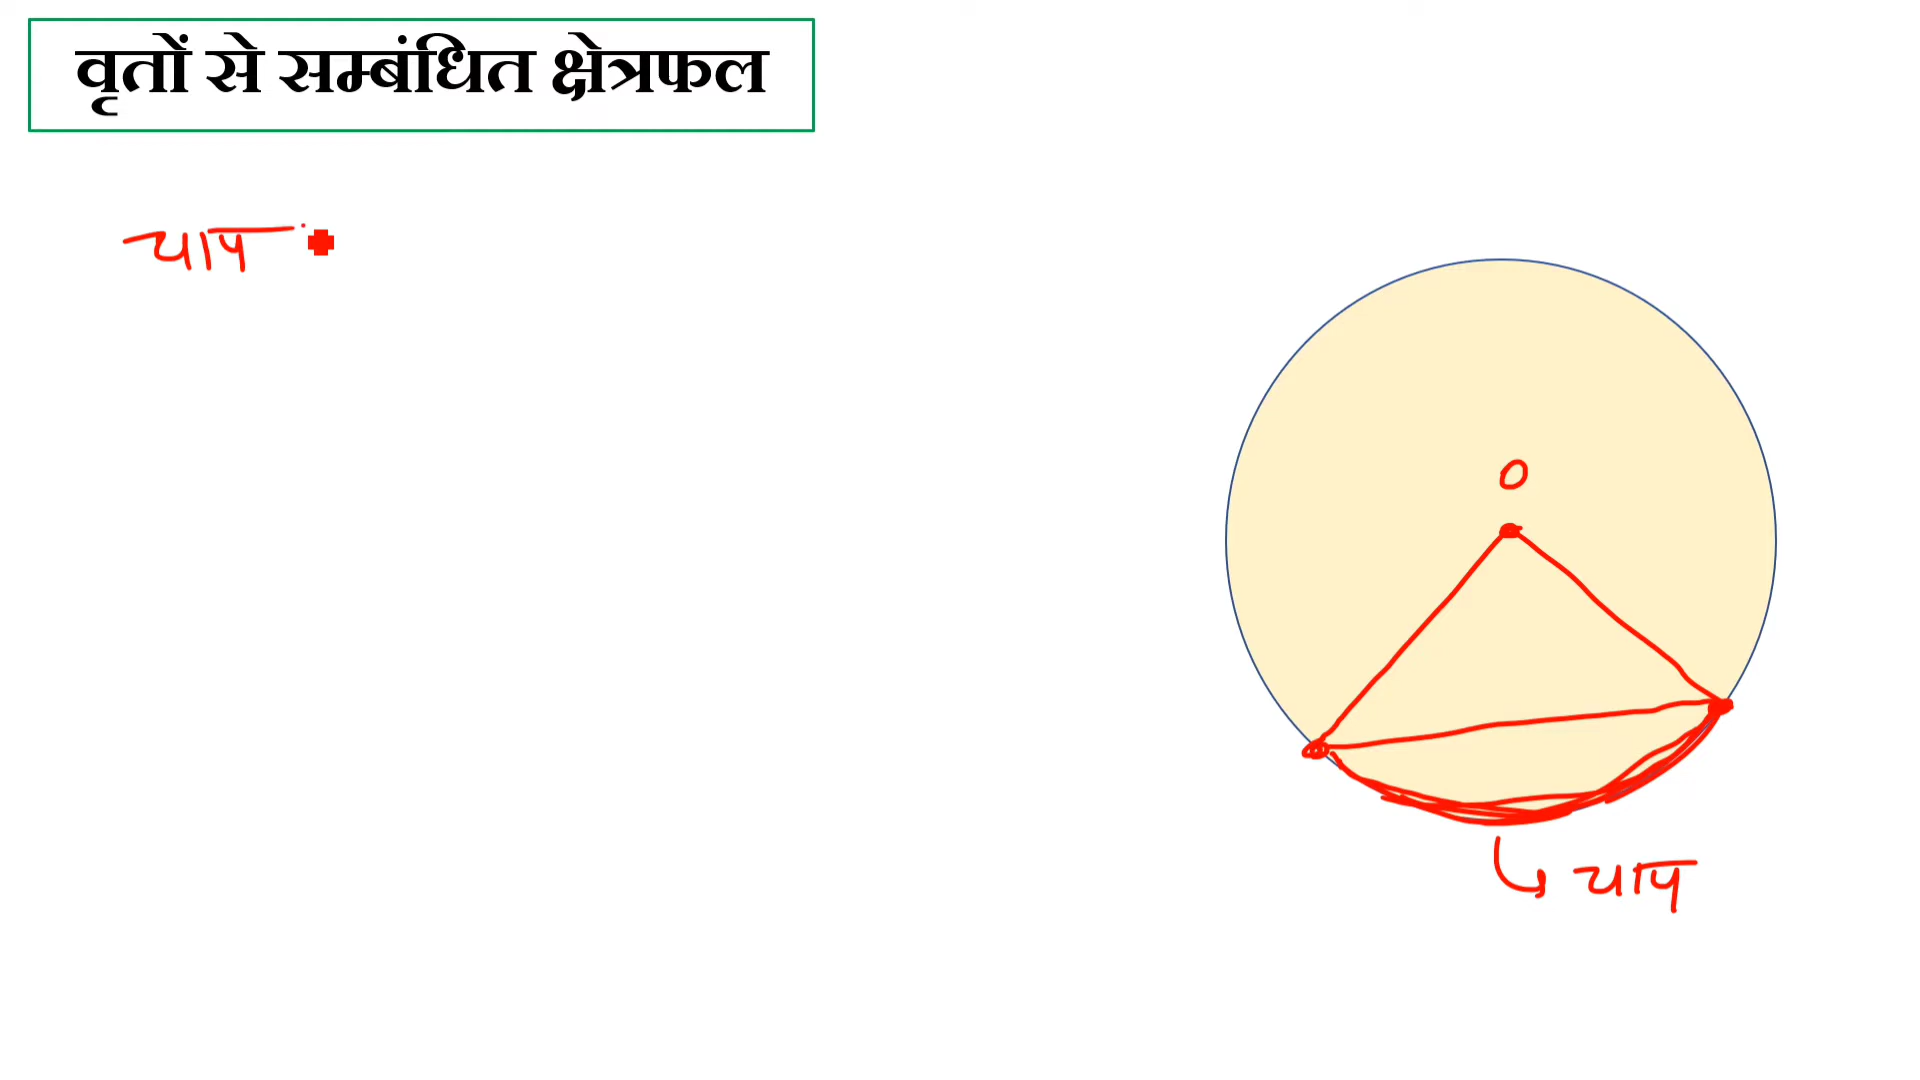 वृतों से सम्बंधित क्षेत्रफल
चाप
O
चाप